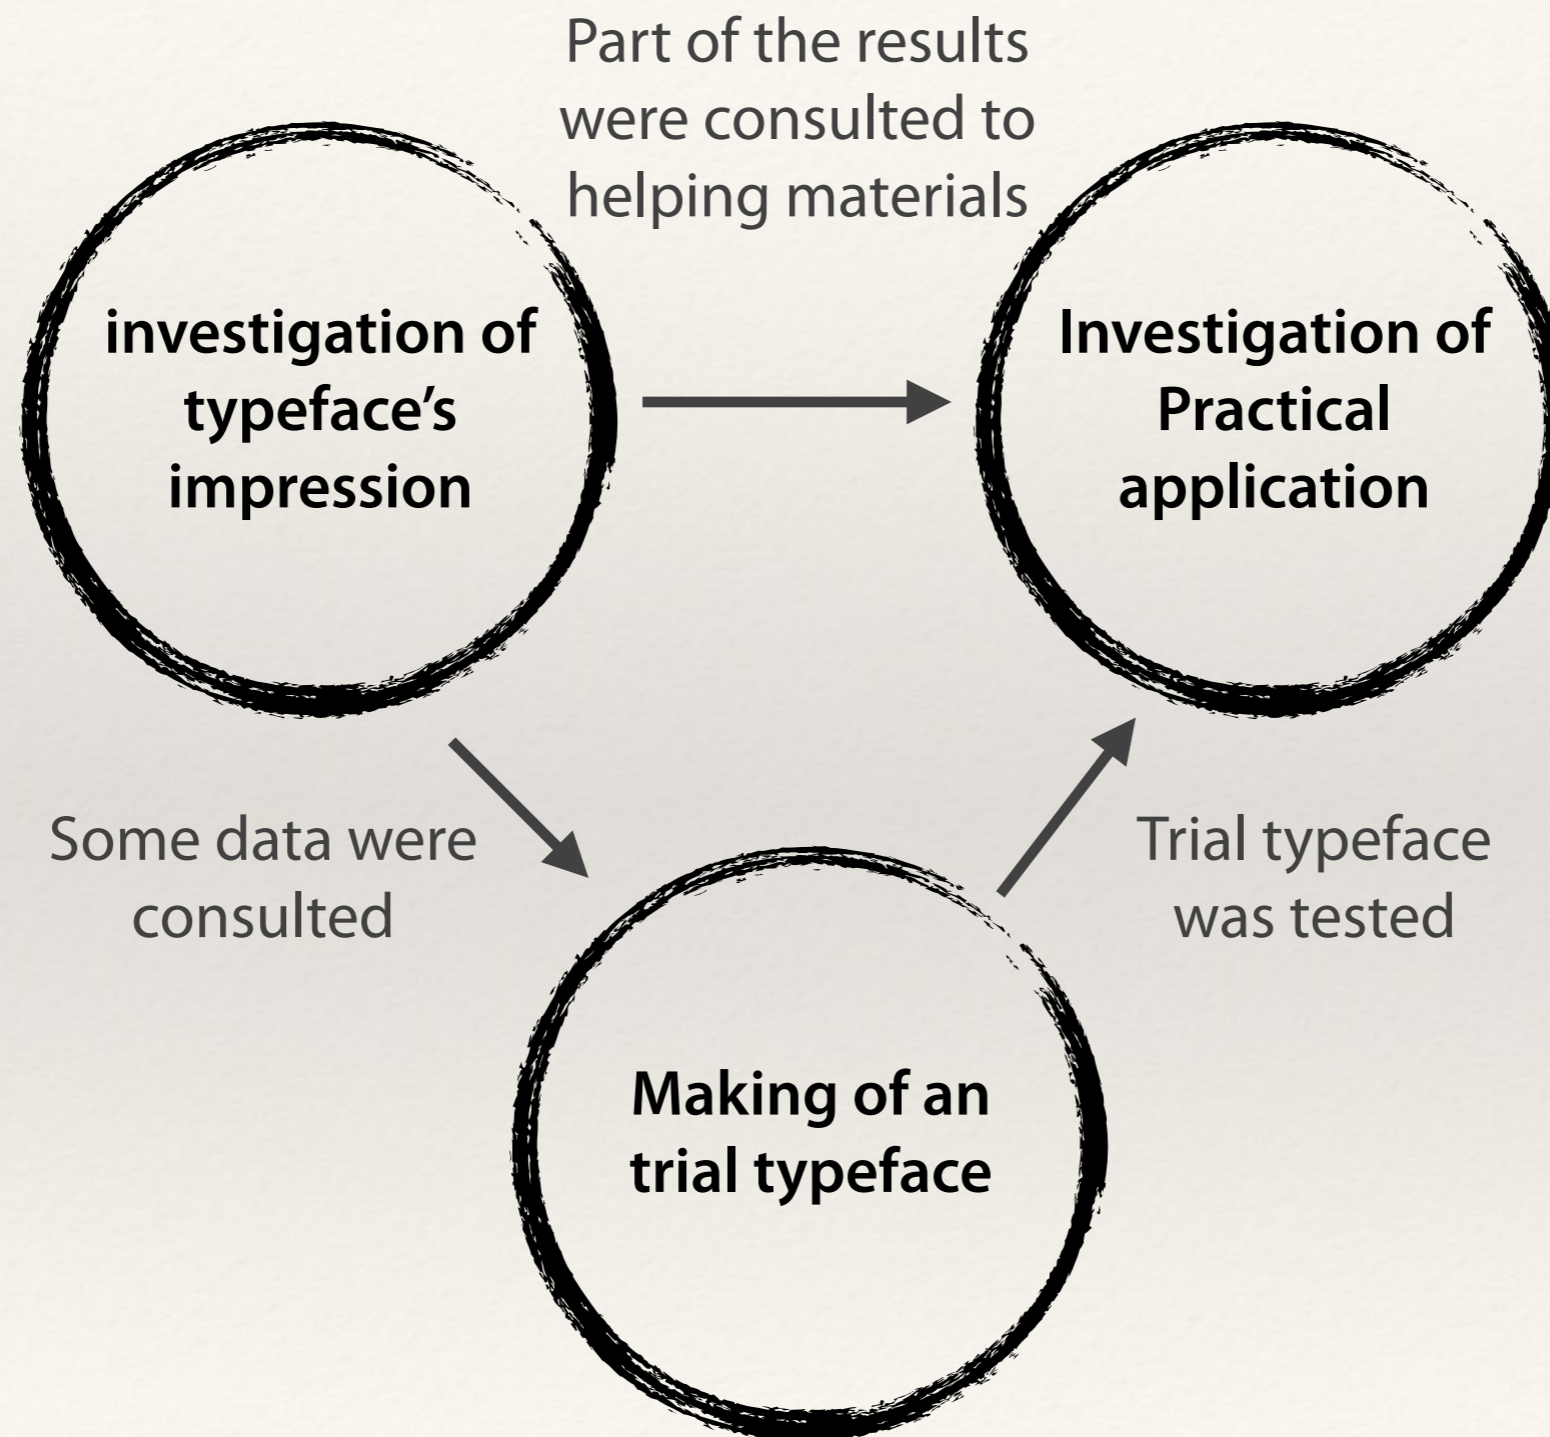 Part of the results
were consulted to
helping materials
investigation of
typeface’s
impression
Investigation of
Practical
application
Some data were
consulted
Trial typeface
was tested
Making of an
trial typeface